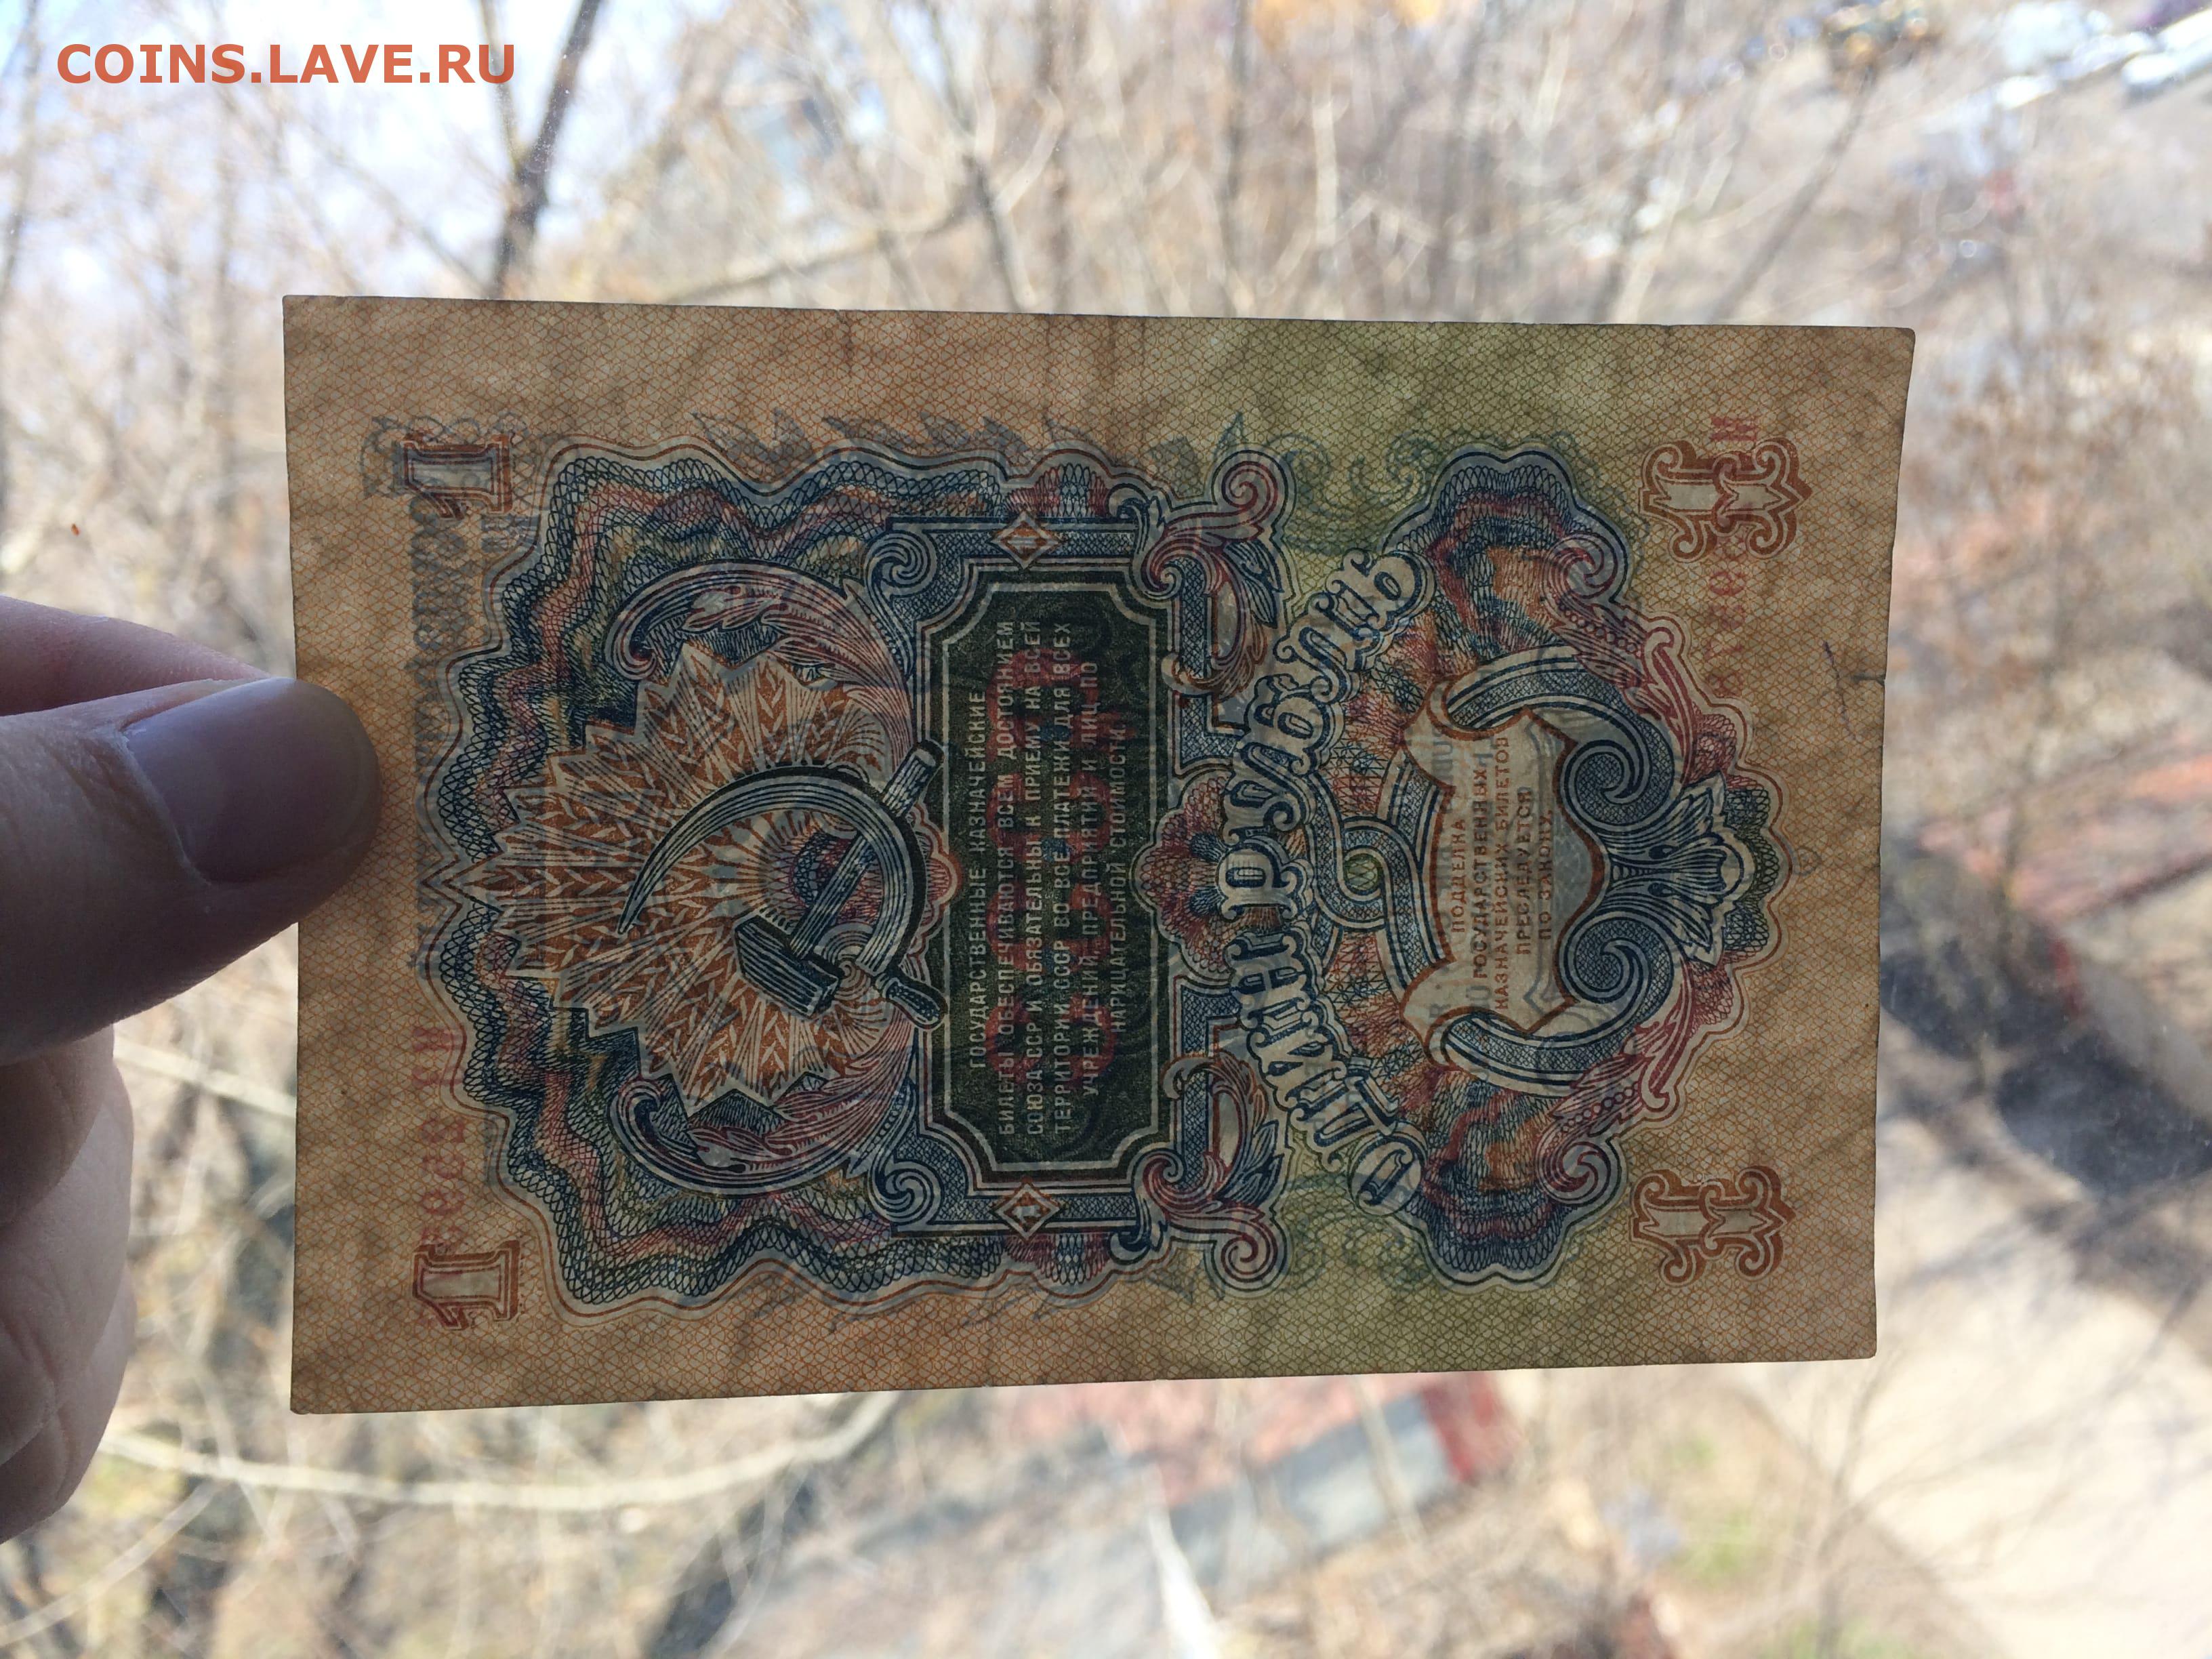 COINS.LAVE.RU
1
1
ГОСУДАРСТВЕННЫЕ КАЗНАЧЕЙСКИЕ
БИЛЕТЫ ОБЕСПЕЧИВАЮТСЯ ВСЕМ ДОСТОЯНИЕМ
СОЮЗА ССР И ОБЯЗАТЕЛЬНЫ К ПРИЕМУ НА ВСЕЙ
ТЕРРИТОРИИ СССР ВО ВСЕ ПЛАТЕЖИ ДЛЯ ВСЕХ
УЧРЕЖДЕНИЙ, ПРЕДПРИЯТИЙ И ЛИЦ ПО
НАРИЦАТЕЛЬНОЙ СТОИМОСТИ
1
1
Один рубль
ПОДДЕЛКА
ГОСУДАРСТВЕННЫХ
КАЗНАЧЕЙСКИХ БИЛЕТОВ
ПРЕСЛЕДУЕТСЯ
ПО ЗАКОНУ
1
1